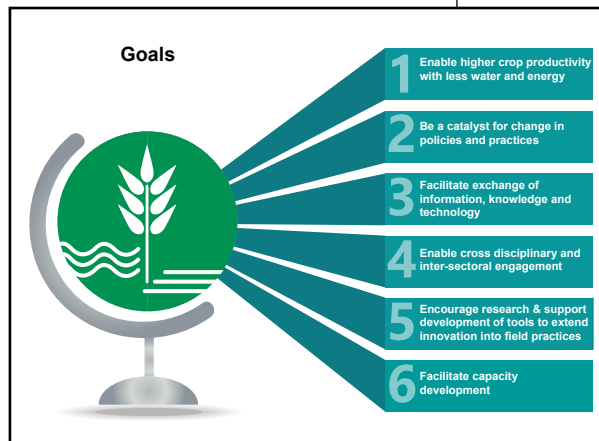 Goals
1
Enable higher crop productivity
with less water and energy
2
Be a catalyst for change in
policies and practices
3
Facilitate exchange of
information, knowledge and
technology
4
Enable cross disciplinary and
inter-sectoral engagement
5
Encourage research & support
development of tools to extend
innovation into field practices
6
Facilitate capacity
development